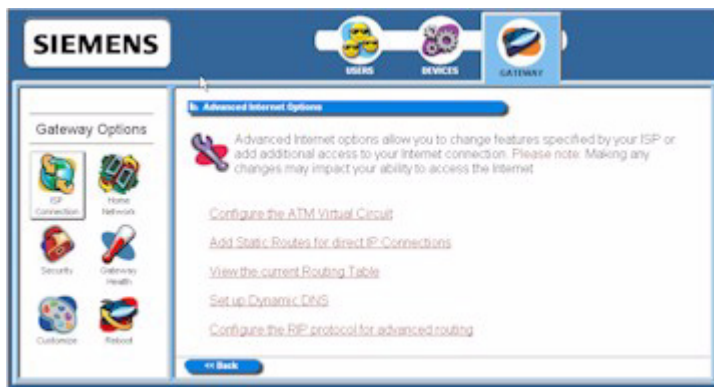 SIEMENS
USERS
DEVICES
GATEWAY
Gateway Options
ISP
Connection
Home
Network
Security
Gateway
Health
Customize
Reboot
Advanced Internet Options
Advanced Internet options allow you to change features specified by your ISP or
add additional access to your Internet connection. Please note: Making any
changes may impact your ability to access the Internet
Configure the ATM Virtual Circuit
Add Static Routes for direct IP Connections
View the current Routing Table
Set up Dynamic DNS
Configure the RIP protocol for advanced routing
<< Back